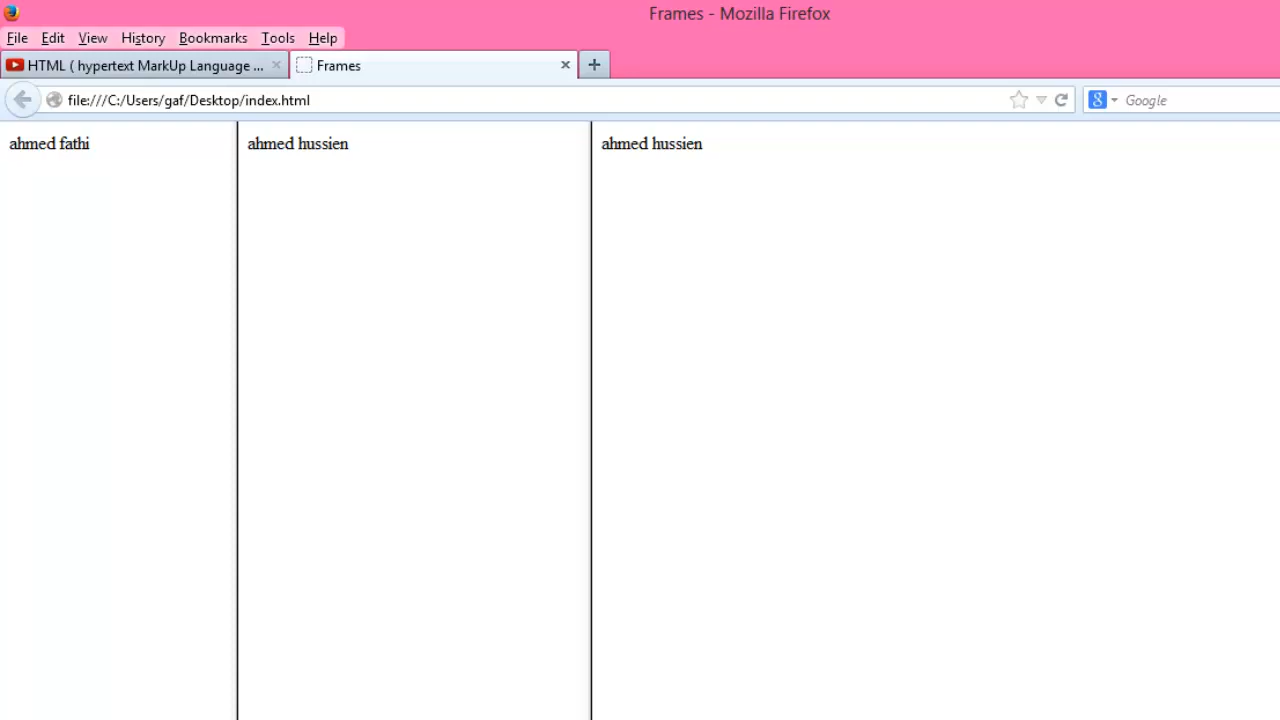 Frames - Mozilla Firefox
File Edit View History Bookmarks Tools Help
HTML ( hypertext MarkUp Language ... Frames
file:///C:/Users/gaf/Desktop/index.html Google
ahmed fathi ahmed hussien ahmed hussien